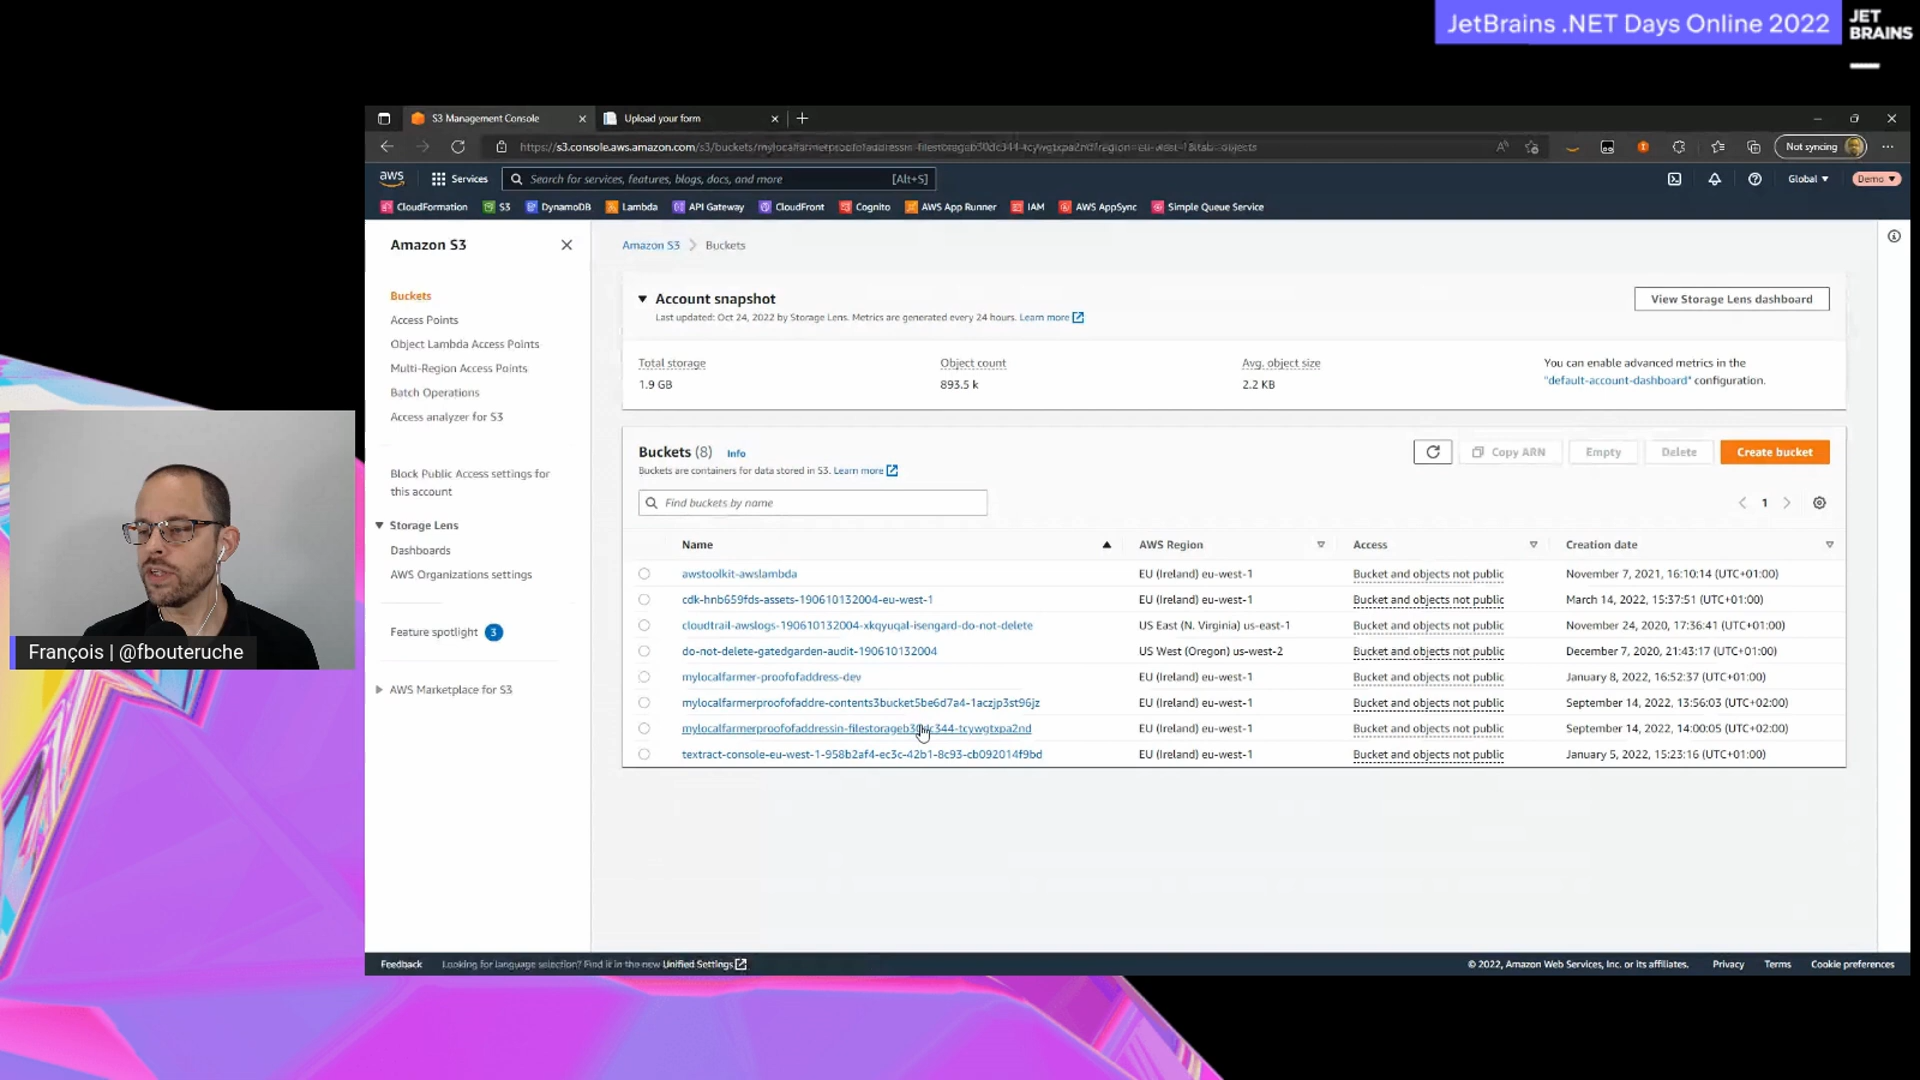 JetBrains .NET Days Online 2022
JET
BRAINS
S3 Management Console
Upload your form
Not syncing
aws
Services
Search for services, features, blogs, docs, and more
[Alt+S]
Global
Demo
CloudFormation
S3
DynamoDB
Lambda
API Gateway
CloudFront
Cognito
AWS App Runner
IAM
AWS AppSync
Simple Queue Service
Amazon S3
Buckets
Access Points
Object Lambda Access Points
Multi-Region Access Points
Batch Operations
Access analyzer for S3
Block Public Access settings for
this account
Storage Lens
Dashboards
AWS Organizations settings
Feature spotlight 3
AWS Marketplace for S3
Amazon S3 > Buckets
Account snapshot
Last updated: Oct 24, 2022 by Storage Lens. Metrics are generated every 24 hours. Learn more
View Storage Lens dashboard
Total storage
1.9 GB
Object count
893.5 k
Avg. object size
2.2 KB
You can enable advanced metrics in the
"default-account-dashboard" configuration.
Buckets (8) Info
Buckets are containers for data stored in S3. Learn more
Copy ARN
Empty
Delete
Create bucket
Find buckets by name
1
Name AWS Region Access Creation date
awstoolkit-awslambda EU (Ireland) eu-west-1 Bucket and objects not public November 7, 2021, 16:10:14 (UTC+01:00)
cdk-hnb659fds-assets-190610132004-eu-west-1 EU (Ireland) eu-west-1 Bucket and objects not public March 14, 2022, 15:37:51 (UTC+01:00)
cloudtrail-awslogs-190610132004-xkqyuqal-isengard-do-not-delete US East (N. Virginia) us-east-1 Bucket and objects not public November 24, 2020, 17:36:41 (UTC+01:00)
do-not-delete-gatedgarden-audit-190610132004 US West (Oregon) us-west-2 Bucket and objects not public December 7, 2020, 21:43:17 (UTC+01:00)
mylocalfarmer-proofofaddress-dev EU (Ireland) eu-west-1 Bucket and objects not public January 8, 2022, 16:52:37 (UTC+01:00)
mylocalfarmerproofofaddre-contents3bucket5be6d7a4-1aczjp3st96jz EU (Ireland) eu-west-1 Bucket and objects not public September 14, 2022, 13:56:03 (UTC+02:00)
EU (Ireland) eu-west-1 Bucket and objects not public September 14, 2022, 14:00:05 (UTC+02:00)
textract-console-eu-west-1-958b2af4-ec3c-42b1-8c93-cb092014f9bd EU (Ireland) eu-west-1 Bucket and objects not public January 5, 2022, 15:23:16 (UTC+01:00)
François | @fbouteruche
Feedback
Looking for language selection? Find it in the new Unified Settings
© 2022, Amazon Web Services, Inc. or its affiliates.
Privacy
Terms
Cookie preferences